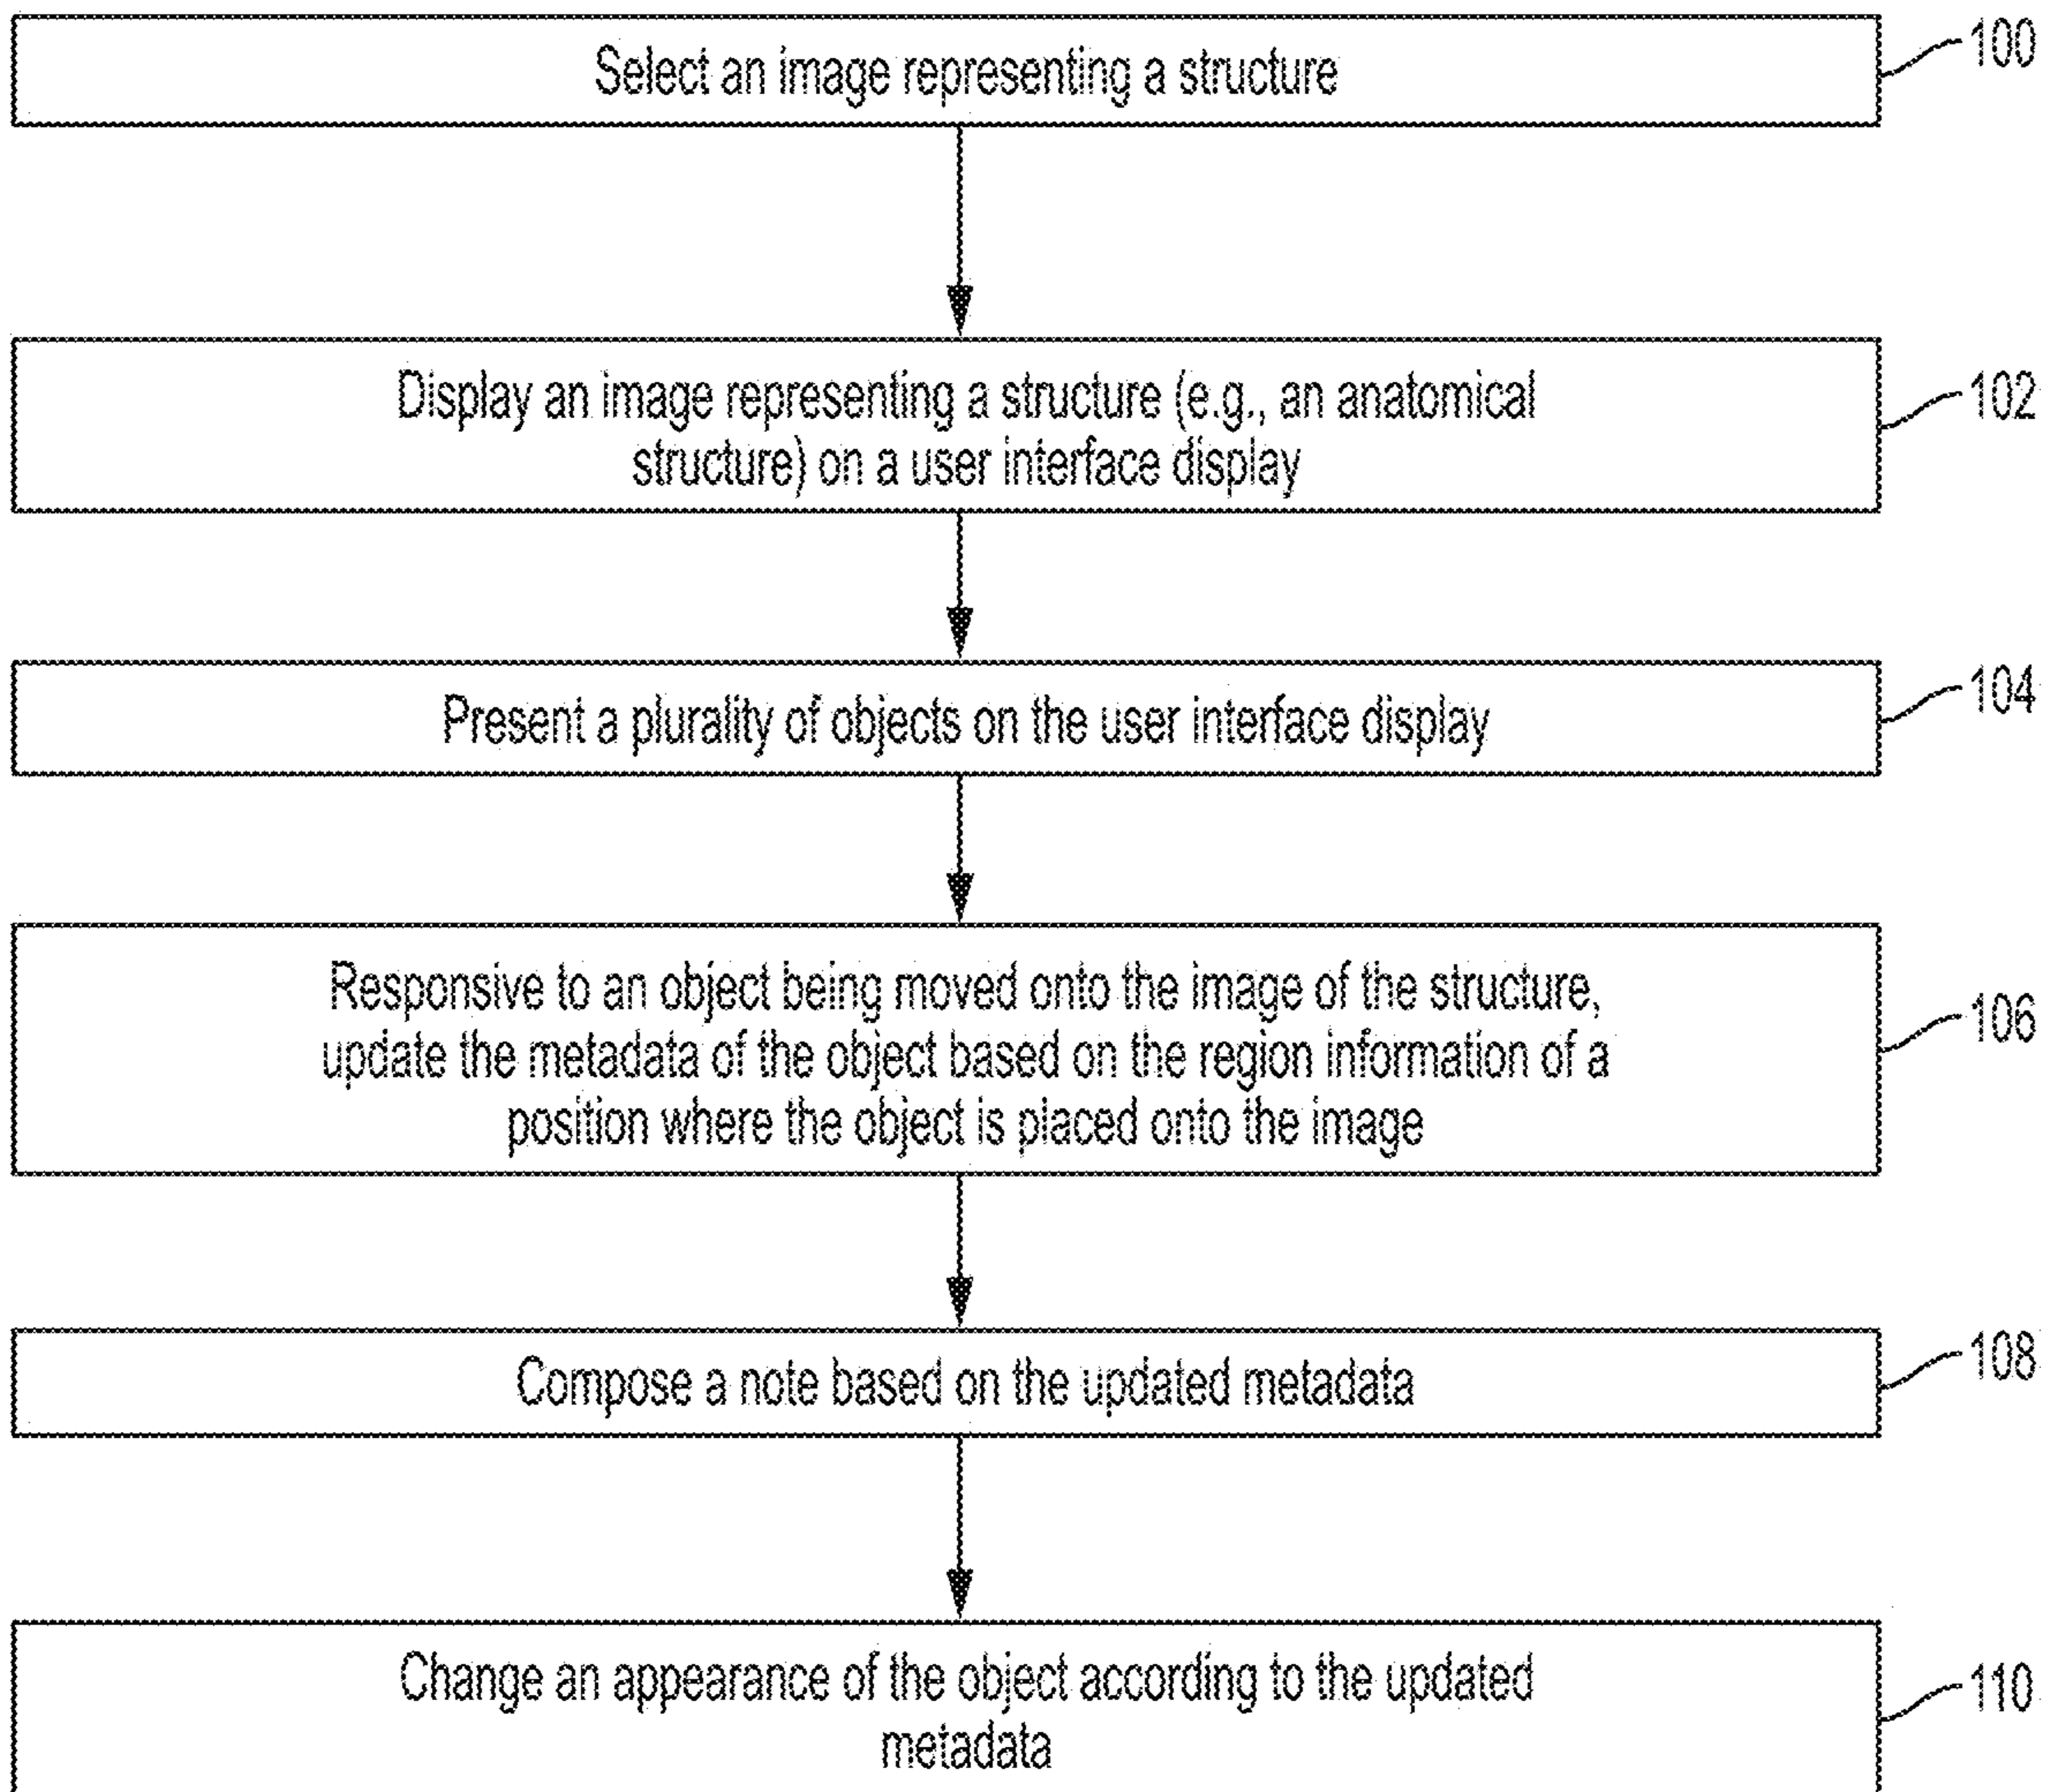 Select an image representing a structure
100
Display an image representing a structure (e.g., an anatomical
structure) on a user interface display
102
Present a plurality of objects on the user interface display
104
Responsive to an object being moved onto the image of the structure,
update the metadata of the object based on the region information of a
position where the object is placed onto the image
106
Compose a note based on the updated metadata
108
Change an appearance of the object according to the updated
metadata
110